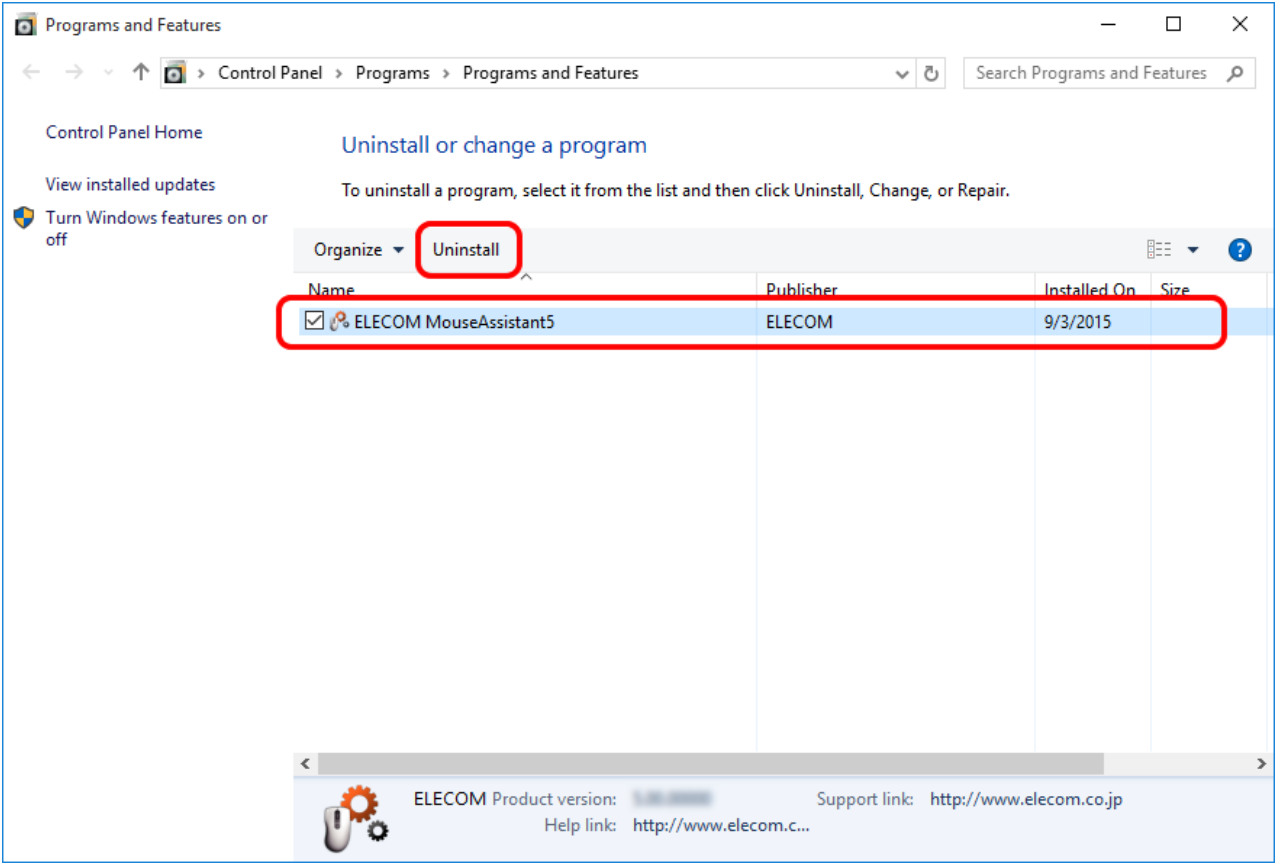 Programs and Features
Control Panel > Programs > Programs and Features
Search Programs and Features
Control Panel Home
View installed updates
Turn Windows features on or
off
Uninstall or change a program
To uninstall a program, select it from the list and then click Uninstall, Change, or Repair.
Organize Uninstall
Name Publisher Installed On Size
ELECOM MouseAssistant5 ELECOM 9/3/2015
ELECOM Product version: Support link: http://www.elecom.co.jp
Help link: http://www.elecom.c...